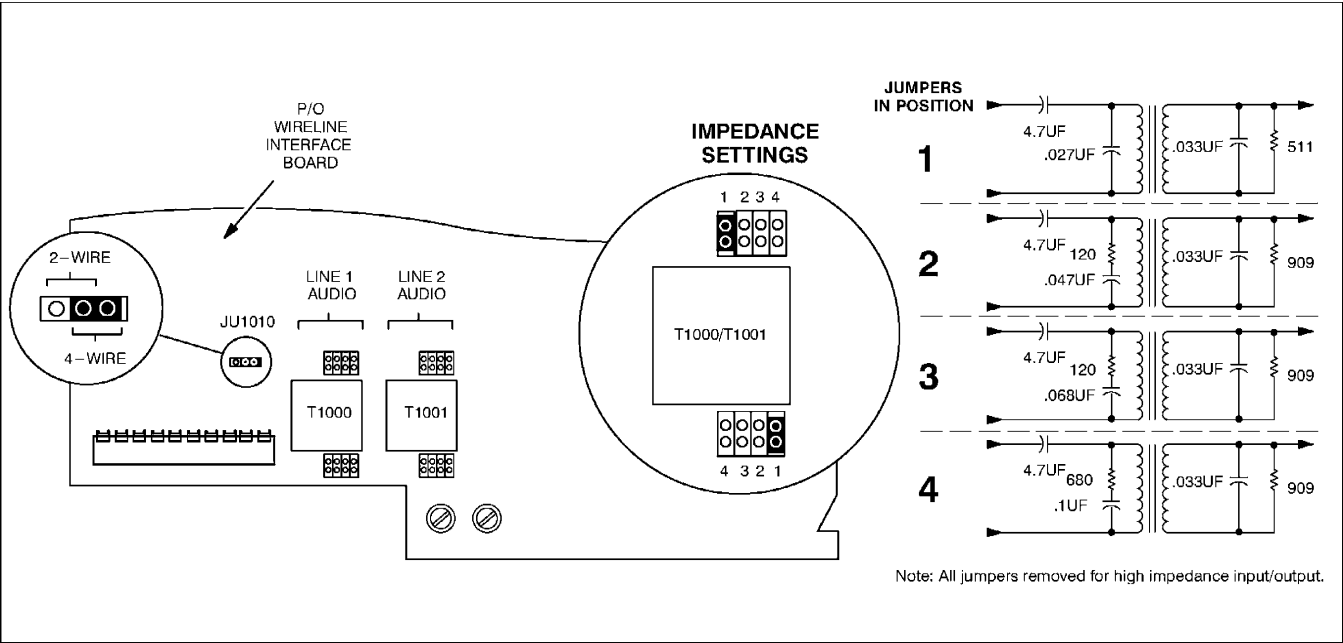 P/O
WIRELINE
INTERFACE
BOARD
2-WIRE
4-WIRE
JU1010
LINE 1
AUDIO
LINE 2
AUDIO
T1000
T1001
IMPEDANCE
SETTINGS
1 2 3 4
T1000/T1001
4 3 2 1
JUMPERS
IN POSITION
1
4.7UF
.027UF
.033UF
511
2
4.7UF
120
.047UF
.033UF
909
3
4.7UF
120
.068UF
.033UF
909
4
4.7UF
680
.1UF
.033UF
909
Note: All jumpers removed for high impedance input/output.